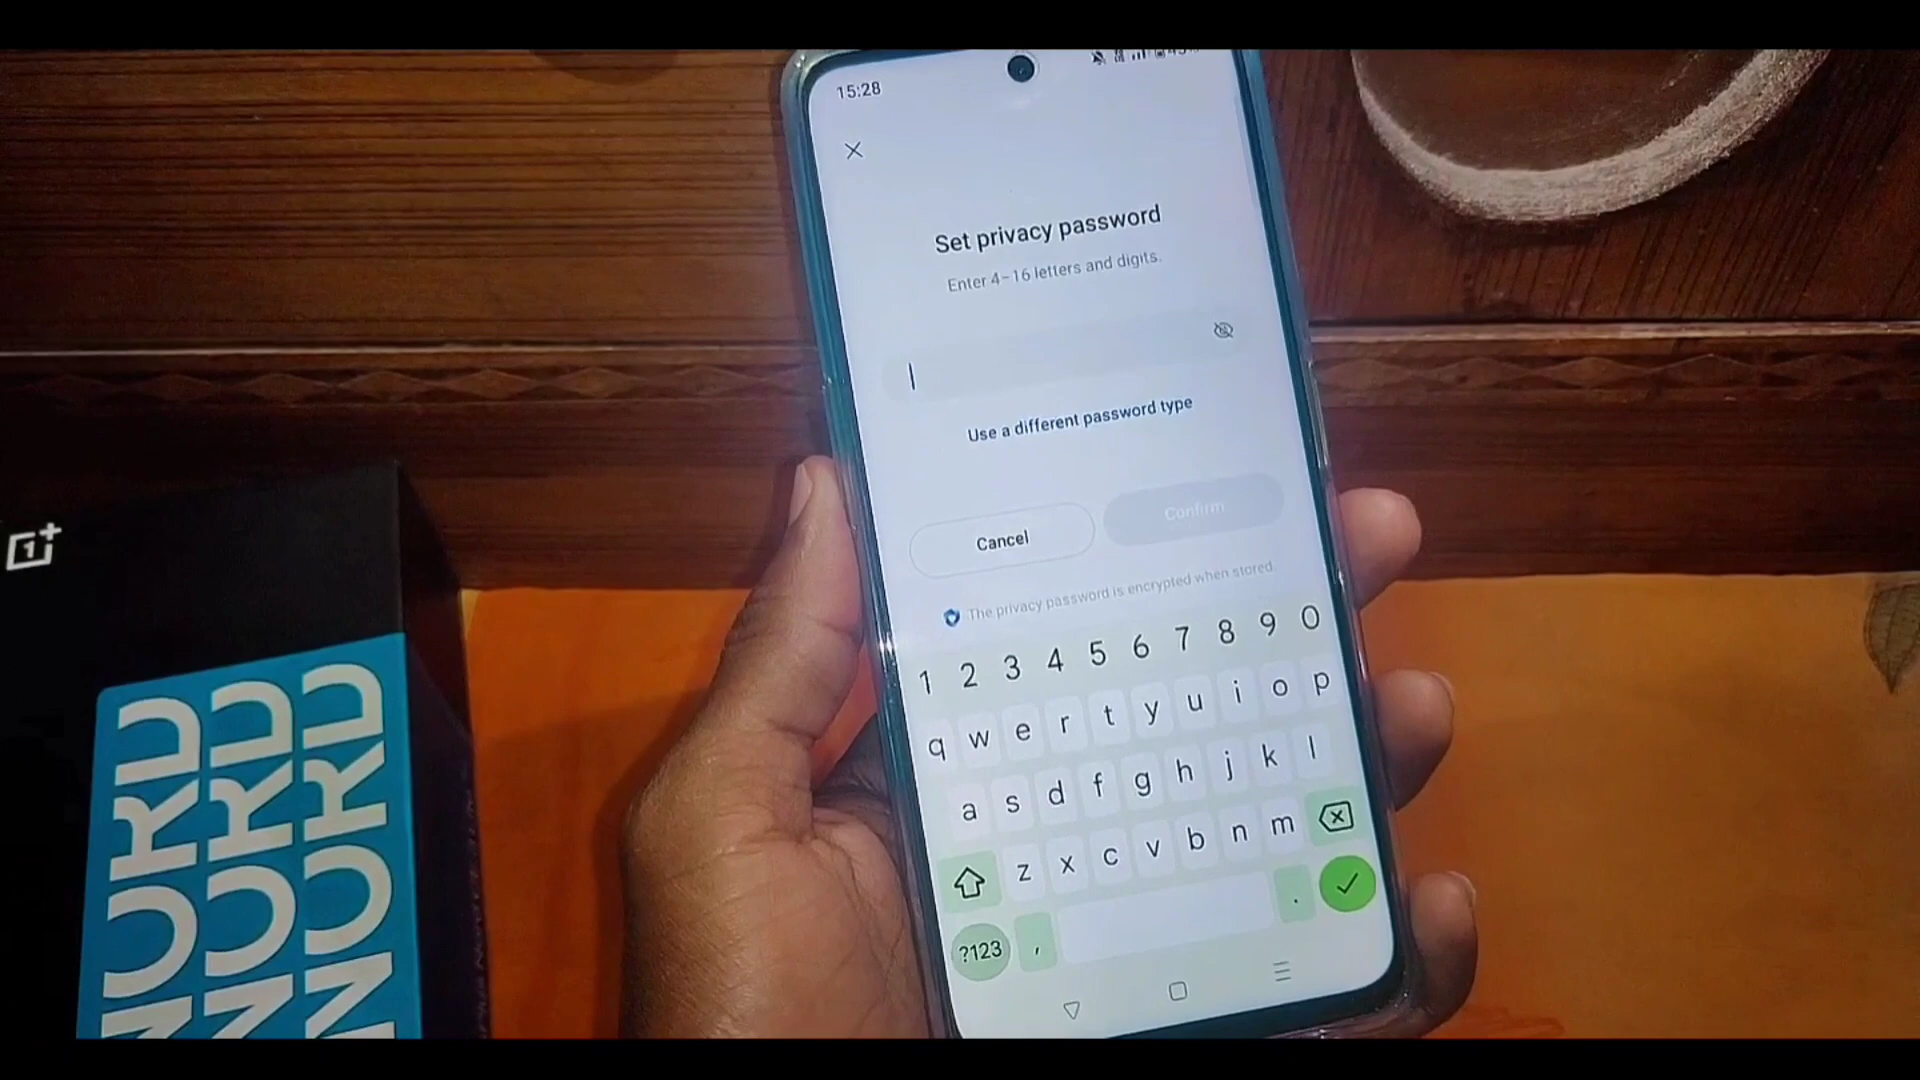 15:28
Set privacy password
Enter 4-16 letters and digits.
Use a different password type
Cancel
Confirm
The privacy password is encrypted when stored.
1 2 3 4 5 6 7 8 9 0
q w e r t y u i o p
a s d f g h j k l
z x c v b n m
?123 , .
1+
NORD
NORD
NORD